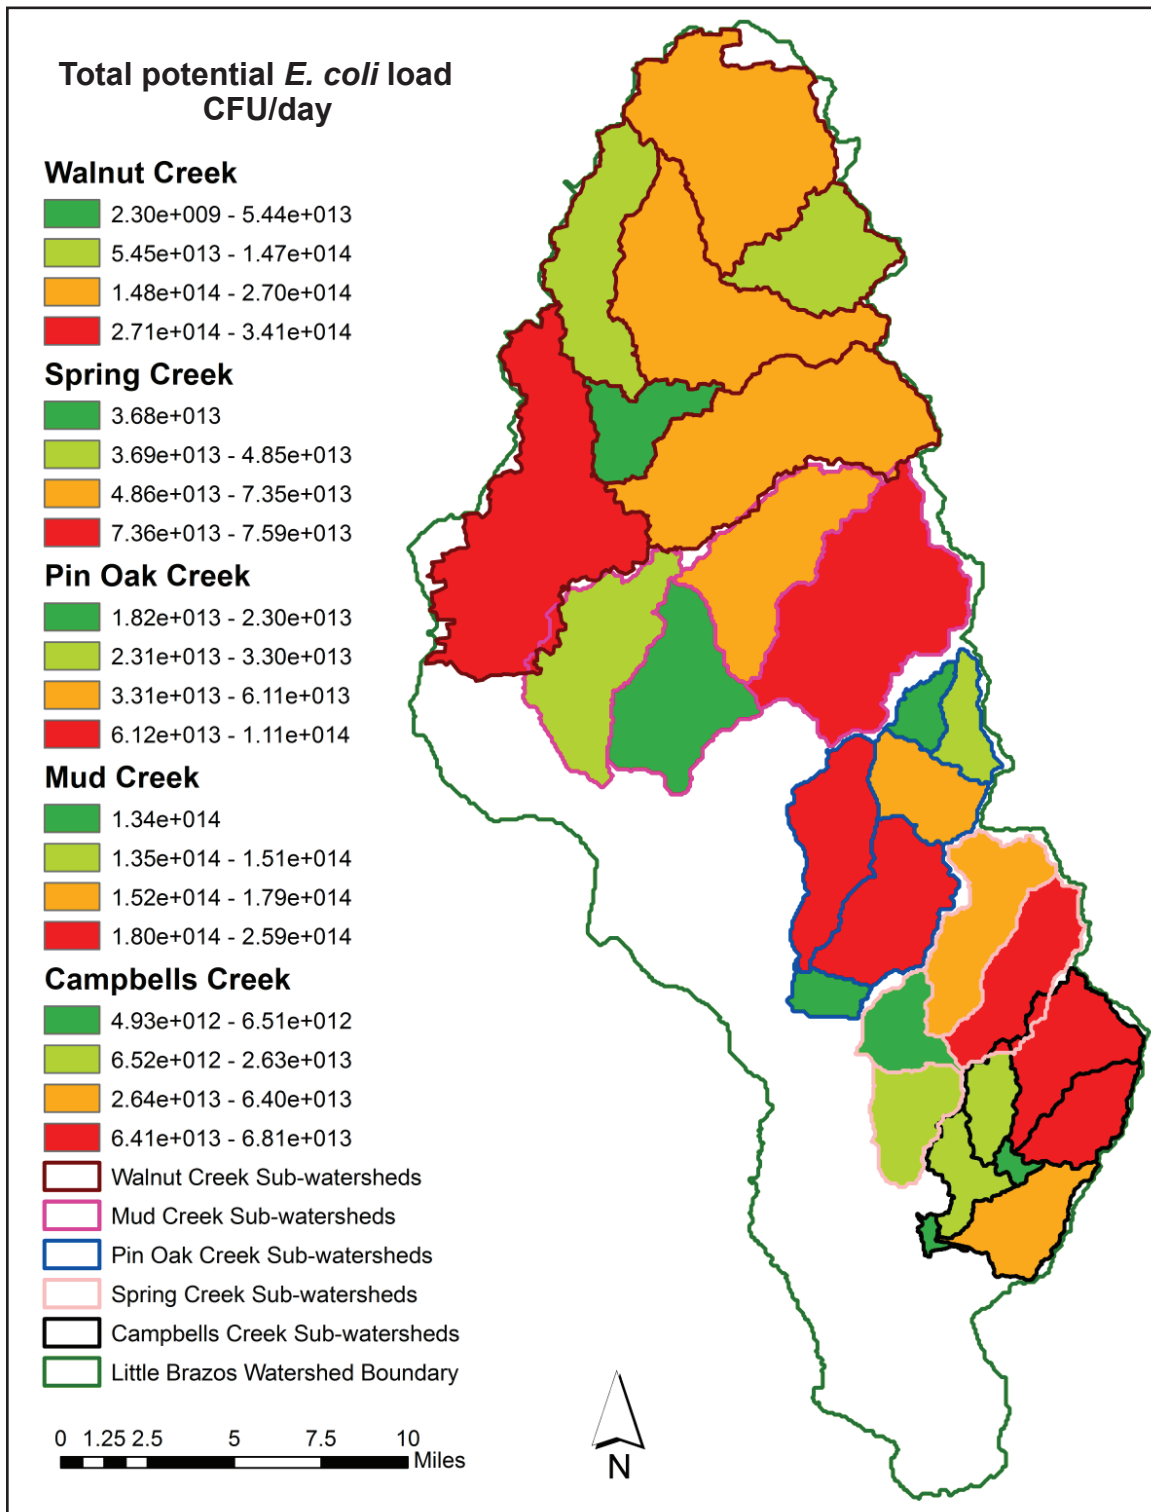 Total potential E. coli load
CFU/day
Walnut Creek
2.30e+009 - 5.44e+013
5.45e+013 - 1.47e+014
1.48e+014 - 2.70e+014
2.71e+014 - 3.41e+014
Spring Creek
3.68e+013
3.69e+013 - 4.85e+013
4.86e+013 - 7.35e+013
7.36e+013 - 7.59e+013
Pin Oak Creek
1.82e+013 - 2.30e+013
2.31e+013 - 3.30e+013
3.31e+013 - 6.11e+013
6.12e+013 - 1.11e+014
Mud Creek
1.34e+014
1.35e+014 - 1.51e+014
1.52e+014 - 1.79e+014
1.80e+014 - 2.59e+014
Campbells Creek
4.93e+012 - 6.51e+012
6.52e+012 - 2.63e+013
2.64e+013 - 6.40e+013
6.41e+013 - 6.81e+013
Walnut Creek Sub-watersheds
Mud Creek Sub-watersheds
Pin Oak Creek Sub-watersheds
Spring Creek Sub-watersheds
Campbells Creek Sub-watersheds
Little Brazos Watershed Boundary
0 1.25 2.5 5 7.5 10
Miles
N